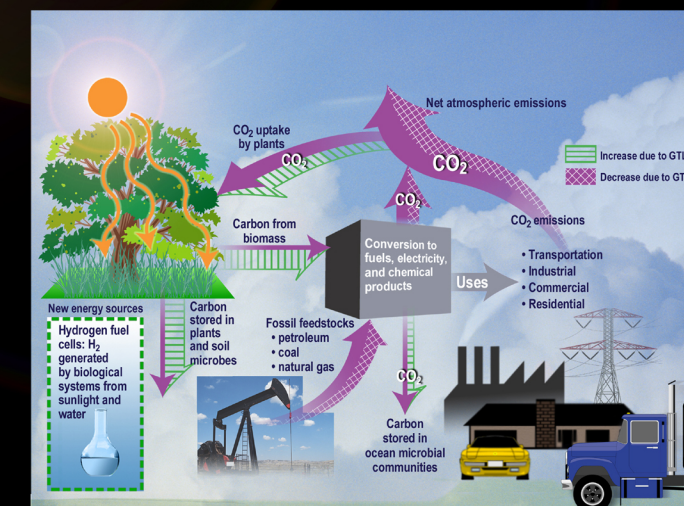 Net atmospheric emissions
CO2 uptake
by plants
CO2
CO2
Increase due to GTL
Decrease due to GT
CO2
CO2 emissions
Carbon from
biomass
Conversion to
fuels, electricity,
and chemical
products
Uses
• Transportation
• Industrial
• Commercial
• Residential
New energy sources
Hydrogen fuel
cells: H2
generated
by biological
systems from
sunlight and
water
Carbon
stored in
plants
and soil
microbes
Fossil feedstocks
• petroleum
• coal
• natural gas
CO2
Carbon
stored in
ocean microbial
communities